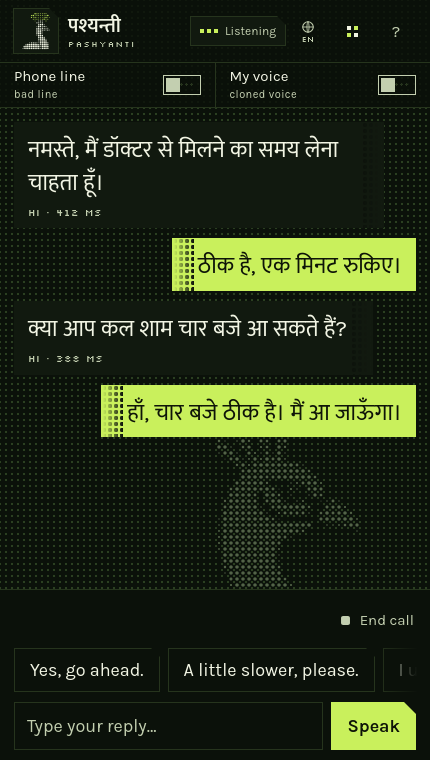 पश्यन्ती
PASHYANTI
Listening
EN
?
Phone line
bad line
My voice
cloned voice
नमस्ते, मैं डॉक्टर से मिलने का समय लेना
चाहता हूँ।
HI · 412 MS
ठीक है, एक मिनट रुकिए।
क्या आप कल शाम चार बजे आ सकते हैं?
HI · 388 MS
हाँ, चार बजे ठीक है। मैं आ जाऊँगा।
End call
Yes, go ahead.
A little slower, please.
I
Type your reply…
Speak